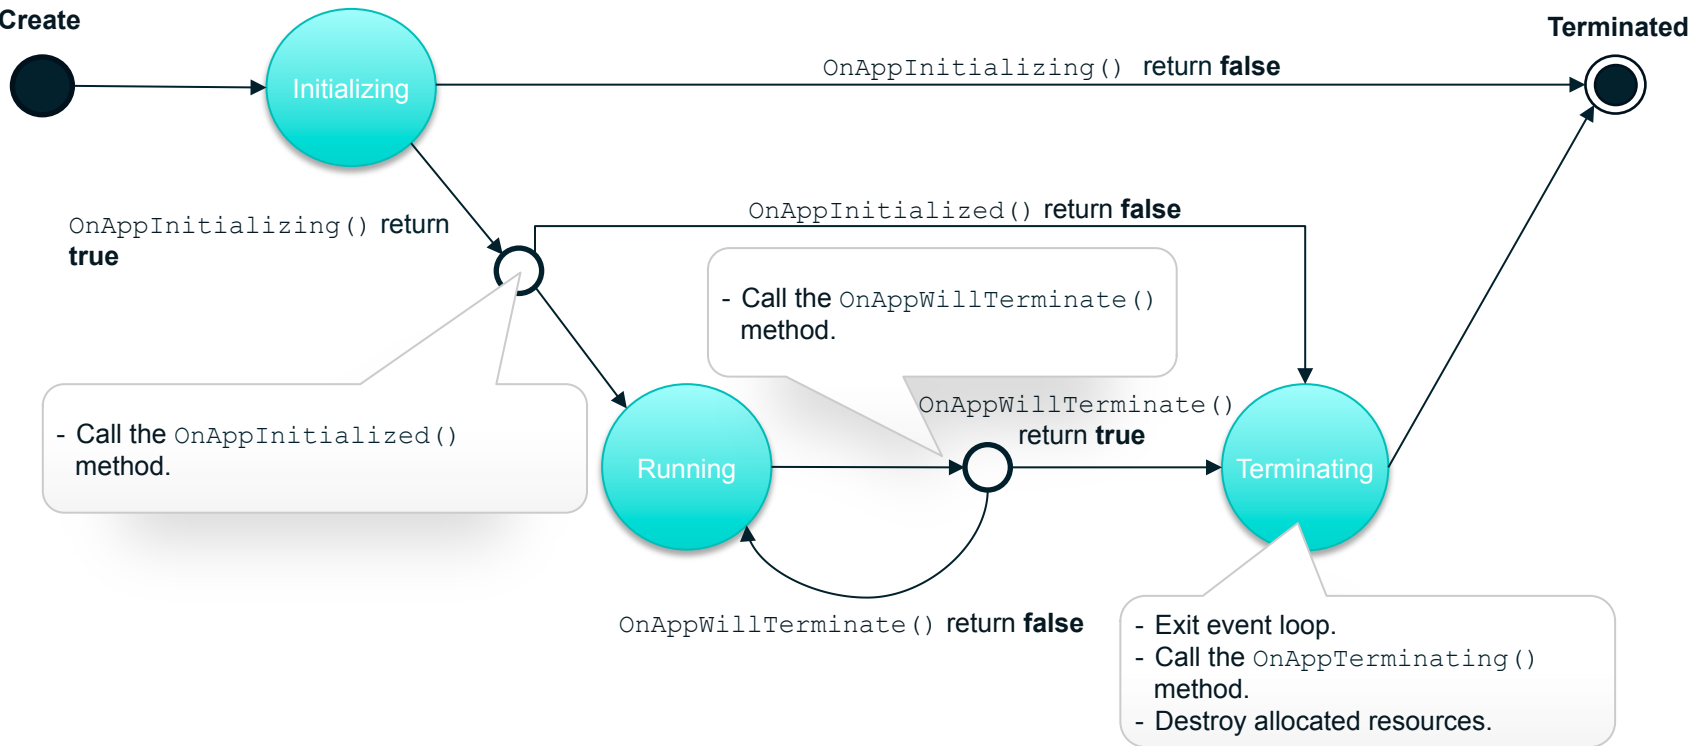 Create
Terminated
OnAppInitializing() return false
Initializing
OnAppInitializing() return
true
OnAppInitialized() return false
- Call the OnAppWillTerminate()
method.
- Call the OnAppInitialized()
method.
OnAppWillTerminate()
return true
Running
Terminating
OnAppWillTerminate() return false
- Exit event loop.
- Call the OnAppTerminating()
method.
- Destroy allocated resources.